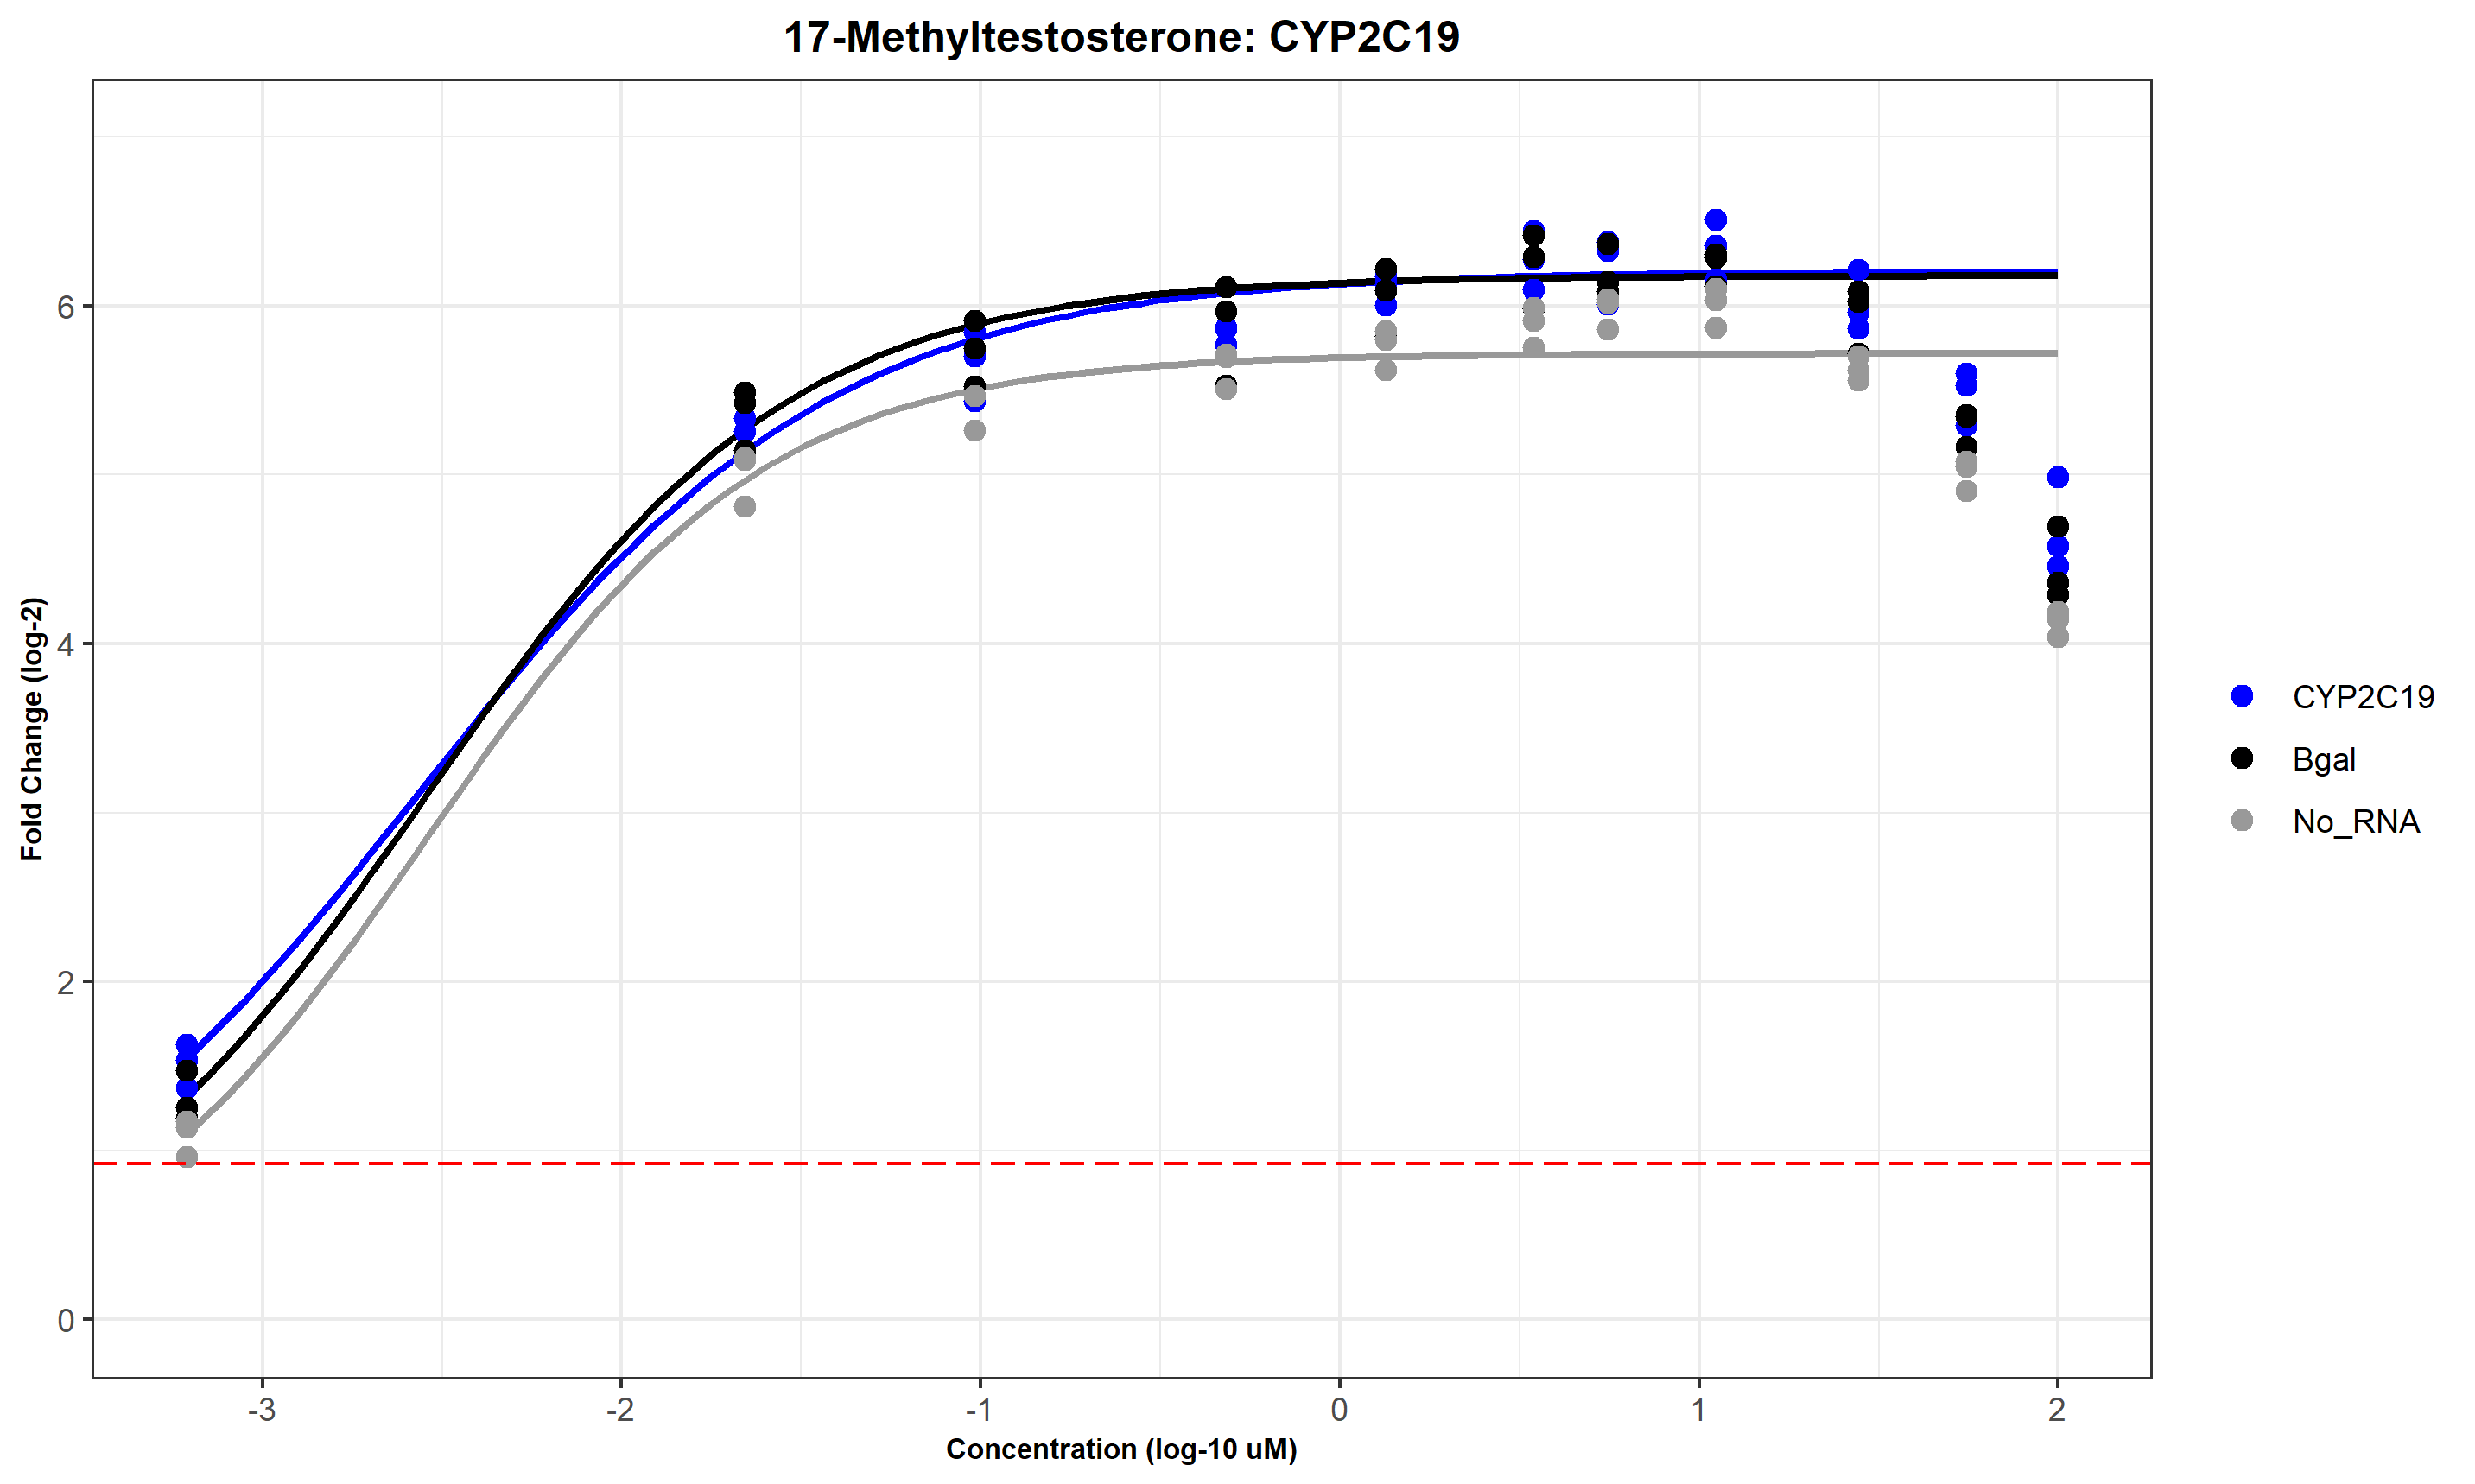 17-Methyltestosterone: CYP2C19
Fold Change (log-2)
6
4
2
0
-3 -2 -1 0 1 2
Concentration (log-10 uM)
CYP2C19
Bgal
No_RNA